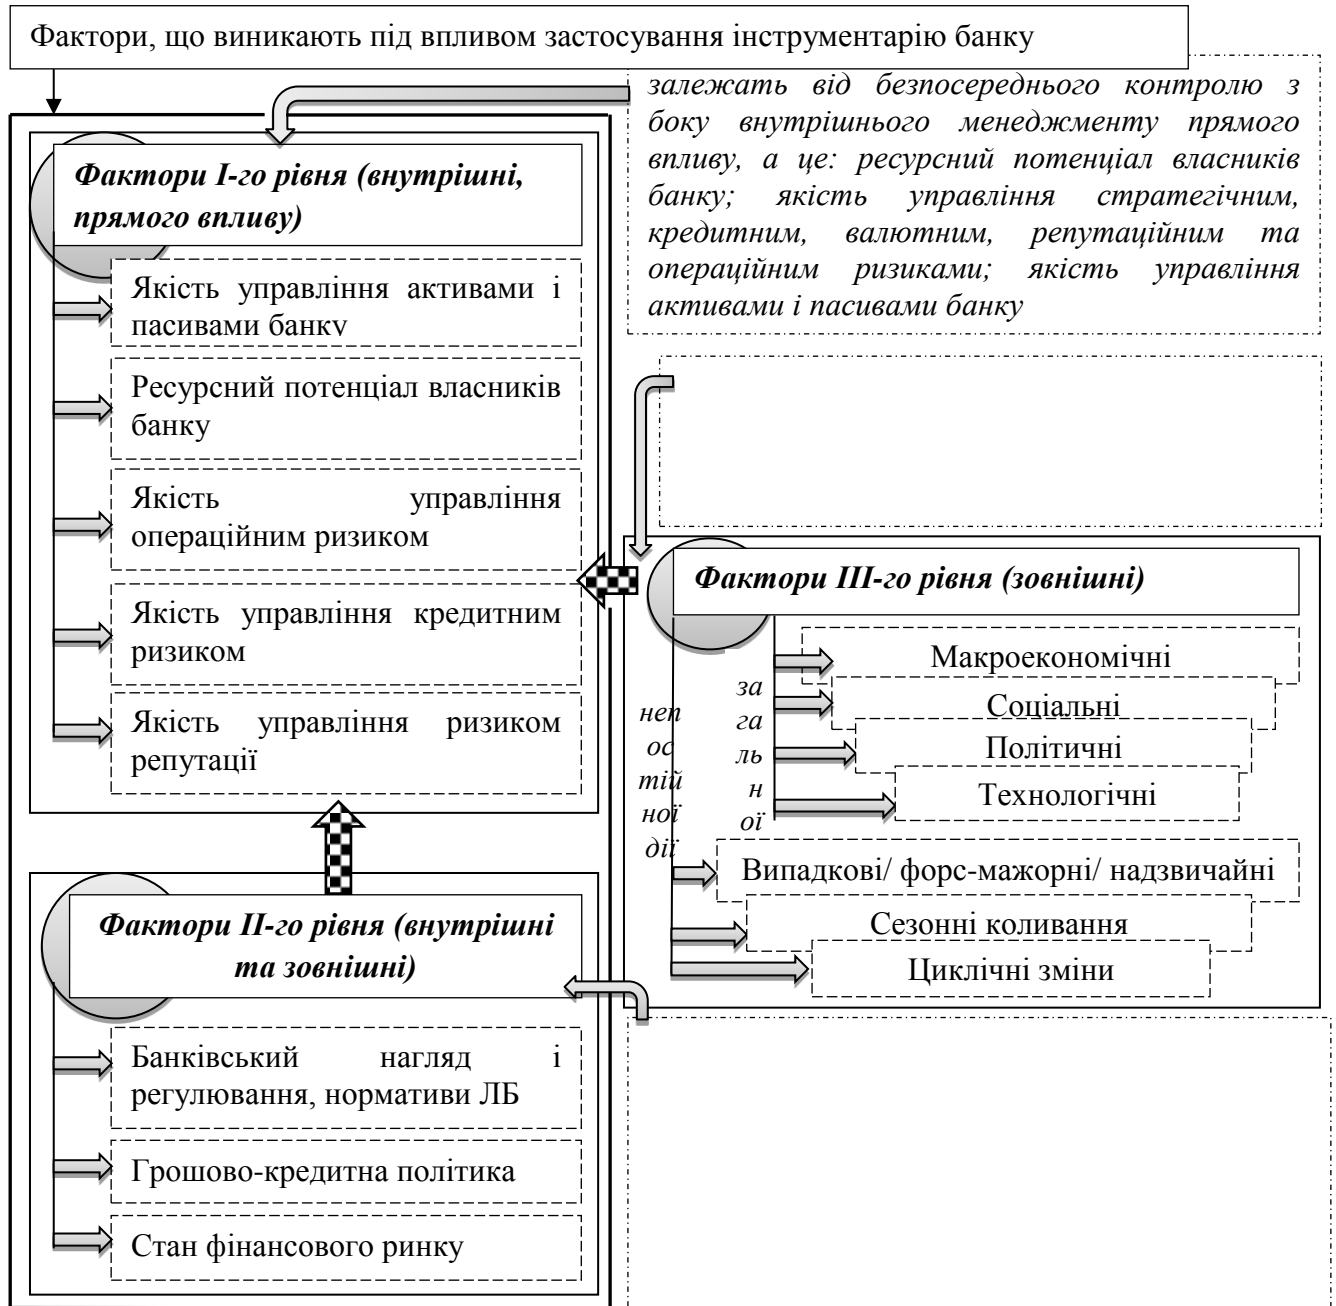 Фактори, що виникають під впливом застосування інструментарію банку
залежать від безпосереднього контролю з
боку внутрішнього менеджменту прямого
впливу, а це: ресурсний потенціал власників
банку; якість управління стратегічним,
кредитним, валютним, репутаційним та
операційним ризиками; якість управління
активами і пасивами банку
Фактори І-го рівня (внутрішні,
прямого впливу)
Якість управління активами і
пасивами банку
Ресурсний потенціал власників
банку
Якість управління
операційним ризиком
Якість управління кредитним
ризиком
Якість управління ризиком
репутації
Фактори ІІІ-го рівня (зовнішні)
за
га
ль
н
ої
Макроекономічні
Соціальні
Політичні
Технологічні
неп
ос
тій
ної
дії
Випадкові/ форс-мажорні/ надзвичайні
Сезонні коливання
Циклічні зміни
Фактори ІІ-го рівня (внутрішні
та зовнішні)
Банківський нагляд і
регулювання, нормативи ЛБ
Грошово-кредитна політика
Стан фінансового ринку